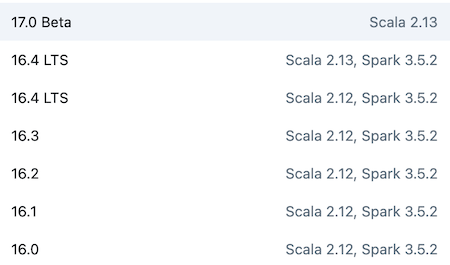 17.0 Beta Scala 2.13
16.4 LTS Scala 2.13, Spark 3.5.2
16.4 LTS Scala 2.12, Spark 3.5.2
16.3 Scala 2.12, Spark 3.5.2
16.2 Scala 2.12, Spark 3.5.2
16.1 Scala 2.12, Spark 3.5.2
16.0 Scala 2.12, Spark 3.5.2